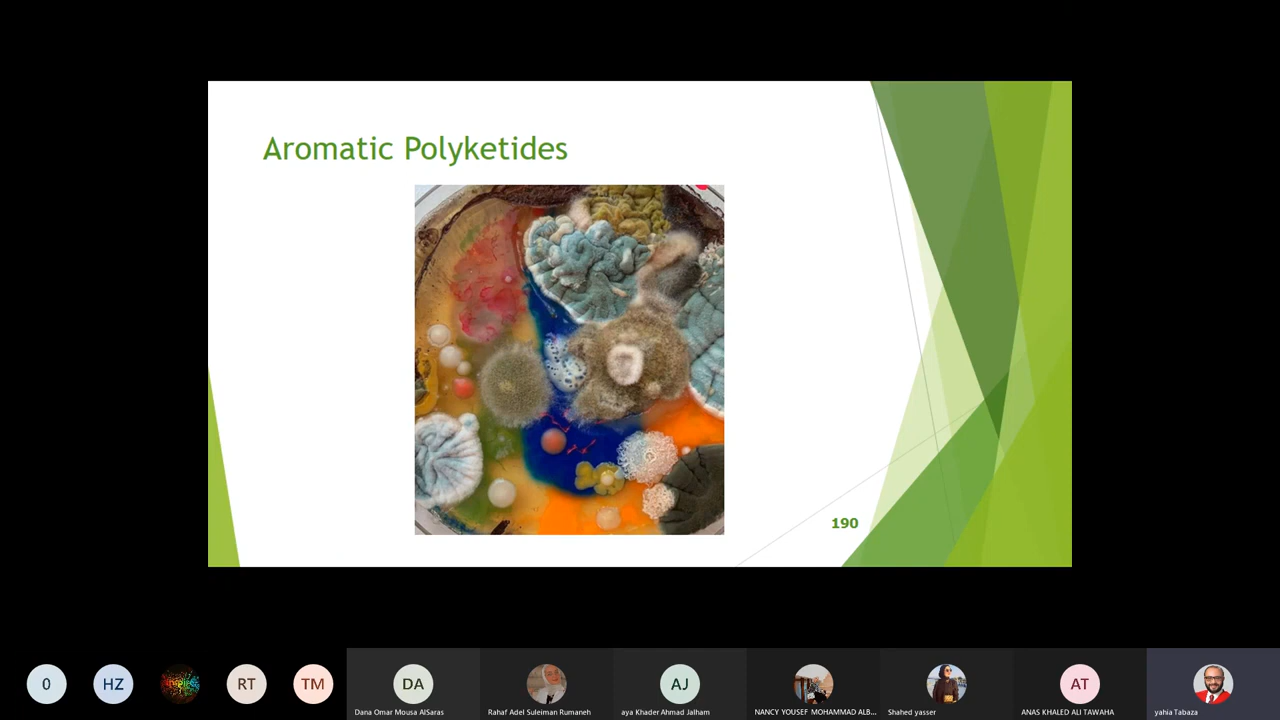 Aromatic Polyketides
190
0
HZ
RT
TM
DA
Dana Omar Mousa AlSaras
Rahaf Adel Suleiman Rumaneh
AJ
aya Khader Ahmad Jalham
NANCY YOUSEF MOHAMMAD ALB...
Shahed yasser
AT
ANAS KHALED ALI TAWAHA
yahia Tabaza